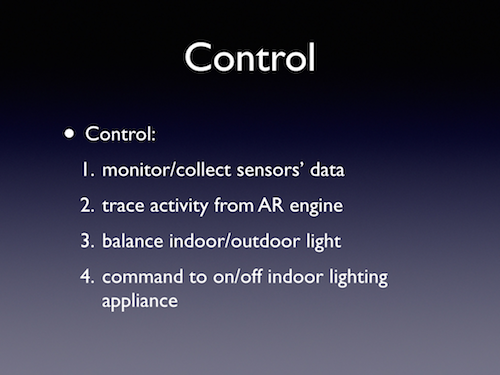 Control
• Control:
1. monitor/collect sensors’ data
2. trace activity from AR engine
3. balance indoor/outdoor light
4. command to on/off indoor lighting
appliance